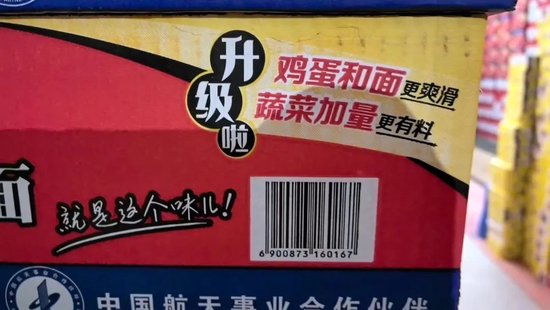 升级啦
鸡蛋和面更爽滑
蔬菜加量更有料
面
就是这个味儿!
6 900873 160167
中国航天事业合作伙伴